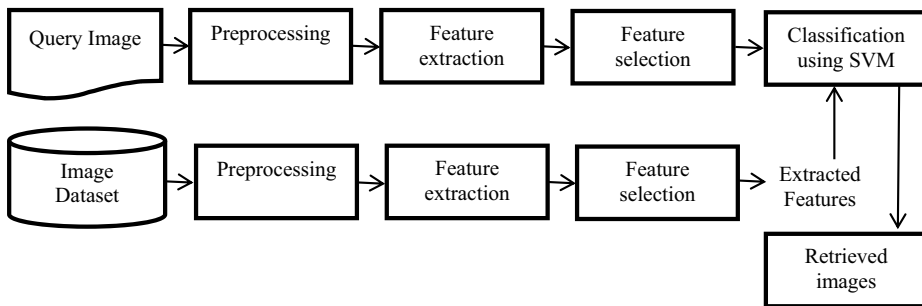 Query Image
Preprocessing
Feature
extraction
Feature
selection
Classification
using SVM
Image
Dataset
Preprocessing
Feature
extraction
Feature
selection
Extracted
Features
Retrieved
images